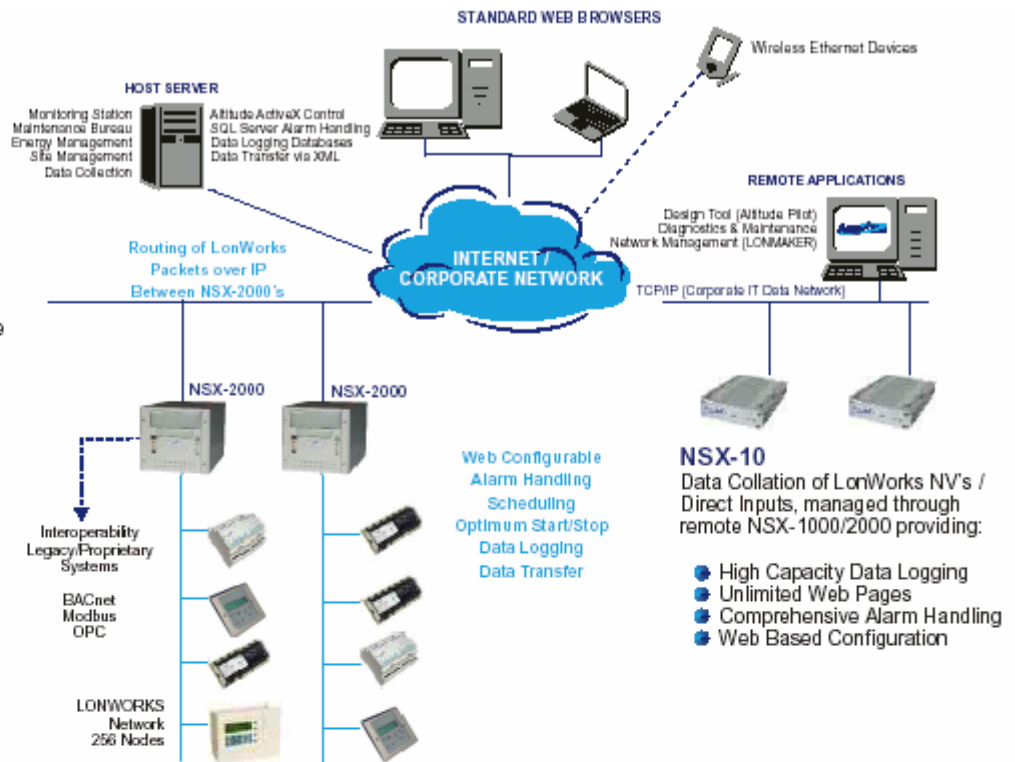 STANDARD WEB BROWSERS
Wireless Ethernet Devices
HOST SERVER
Monitoring Station
Maintenance Bureau
Energy Management
Site Management
Data Collection
Altitude ActiveX Control
SQL Server Alarm Handling
Data Logging Databases
Data Transfer via XML
REMOTE APPLICATIONS
Design Tool (Altitude Pilot)
Diagnostics & Maintenance
Network Management (LONMAKER)
INTERNET /
CORPORATE NETWORK
Routing of LonWorks
Packets over IP
Between NSX-2000's
TCP/IP (Corporate IT Data Network)
NSX-2000
NSX-2000
Web Configurable
Alarm Handling
Scheduling
Optimum Start/Stop
Data Logging
Data Transfer
NSX-10
Data Collation of LonWorks NV's /
Direct Inputs, managed through
remote NSX-1000/2000 providing:
High Capacity Data Logging
Unlimited Web Pages
Comprehensive Alarm Handling
Web Based Configuration
Interoperability
Legacy/Proprietary
Systems
BACnet
Modbus
OPC
LONWORKS
Network
256 Nodes